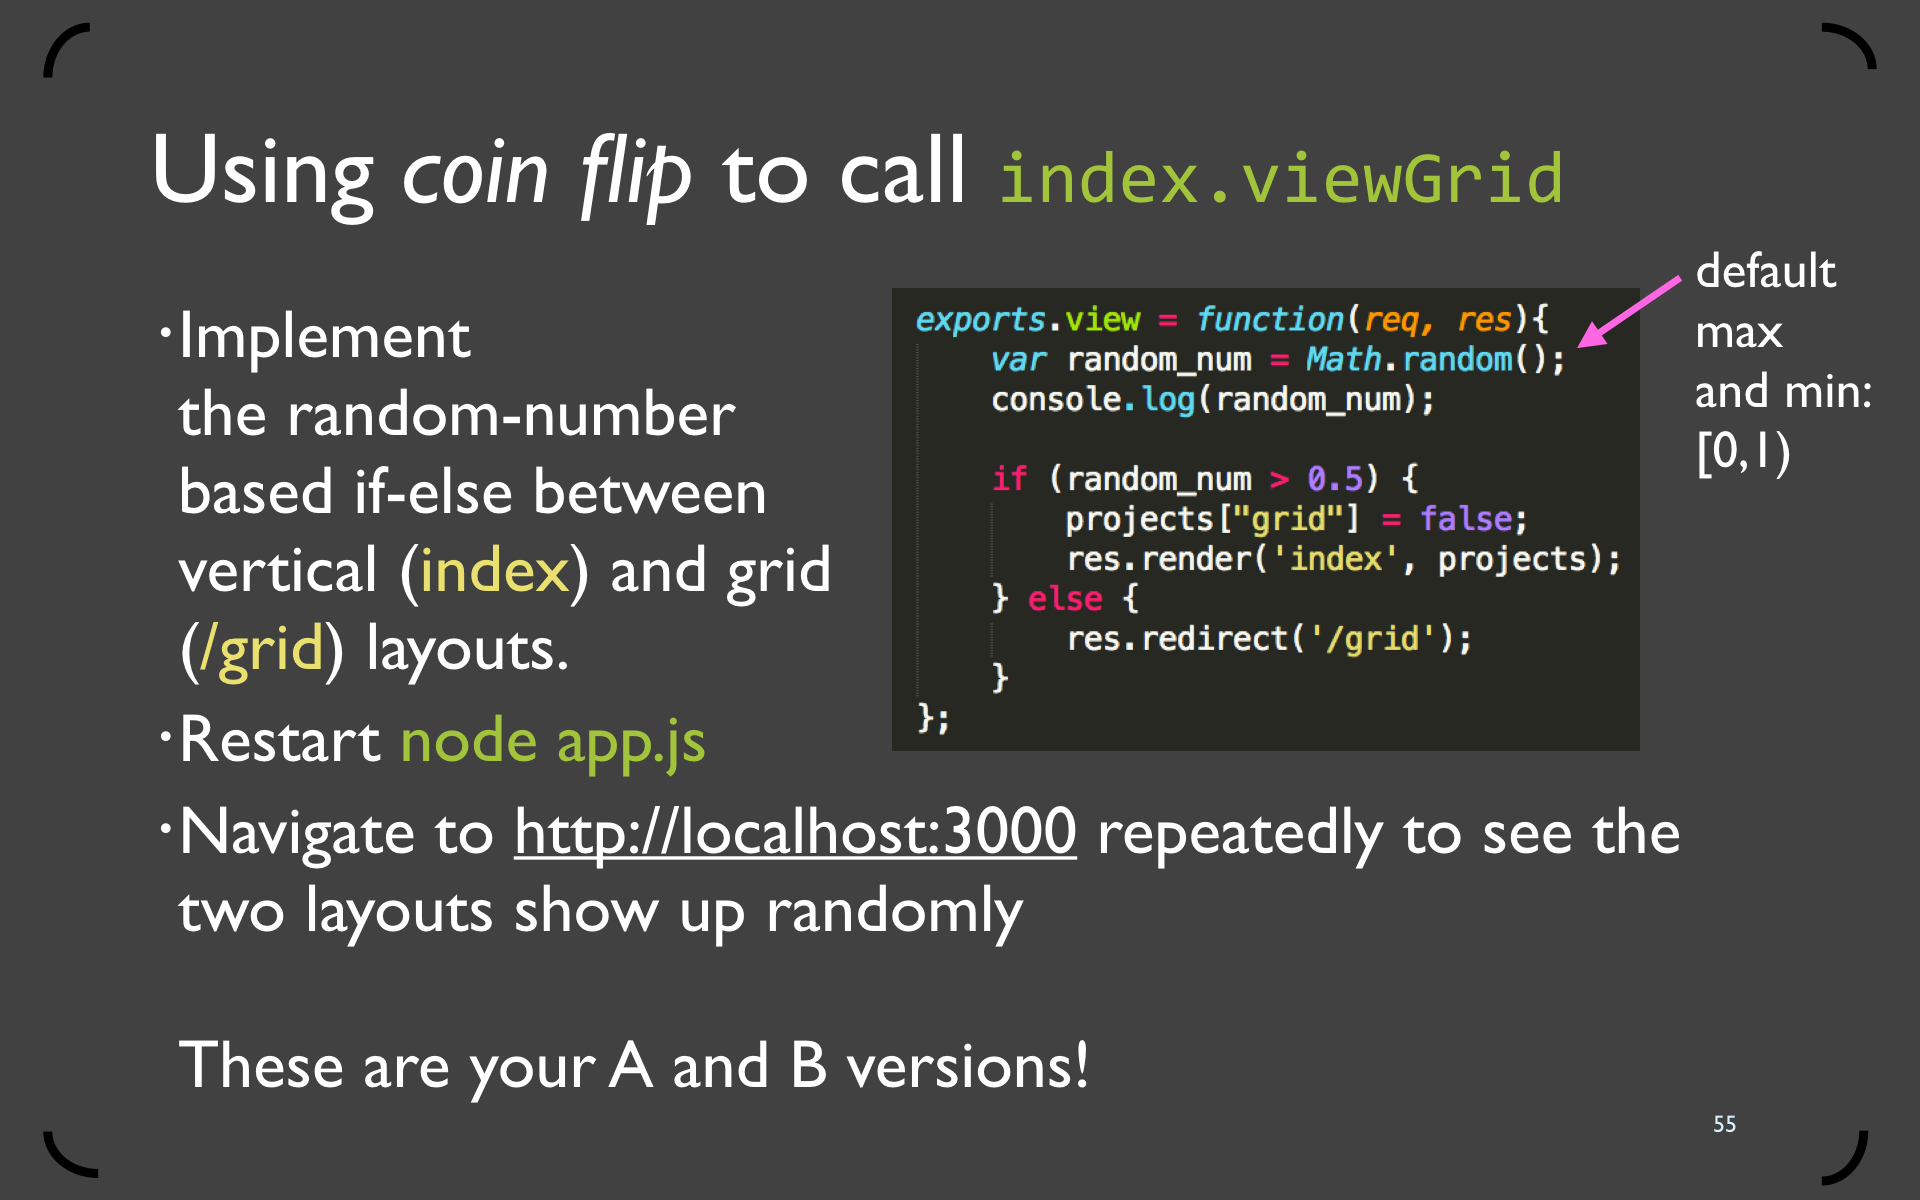 Using coin flip to call index.viewGrid
·Implement
the random-number
based if-else between
vertical (index) and grid
(/grid) layouts.
·Restart node app.js
·Navigate to http://localhost:3000 repeatedly to see the
two layouts show up randomly
These are your A and B versions!
exports.view = function(req, res){
    var random_num = Math.random();
    console.log(random_num);
    if (random_num > 0.5) {
        projects["grid"] = false;
        res.render('index', projects);
    } else {
        res.redirect('/grid');
    }
};
default
max
and min:
[0,1)
55